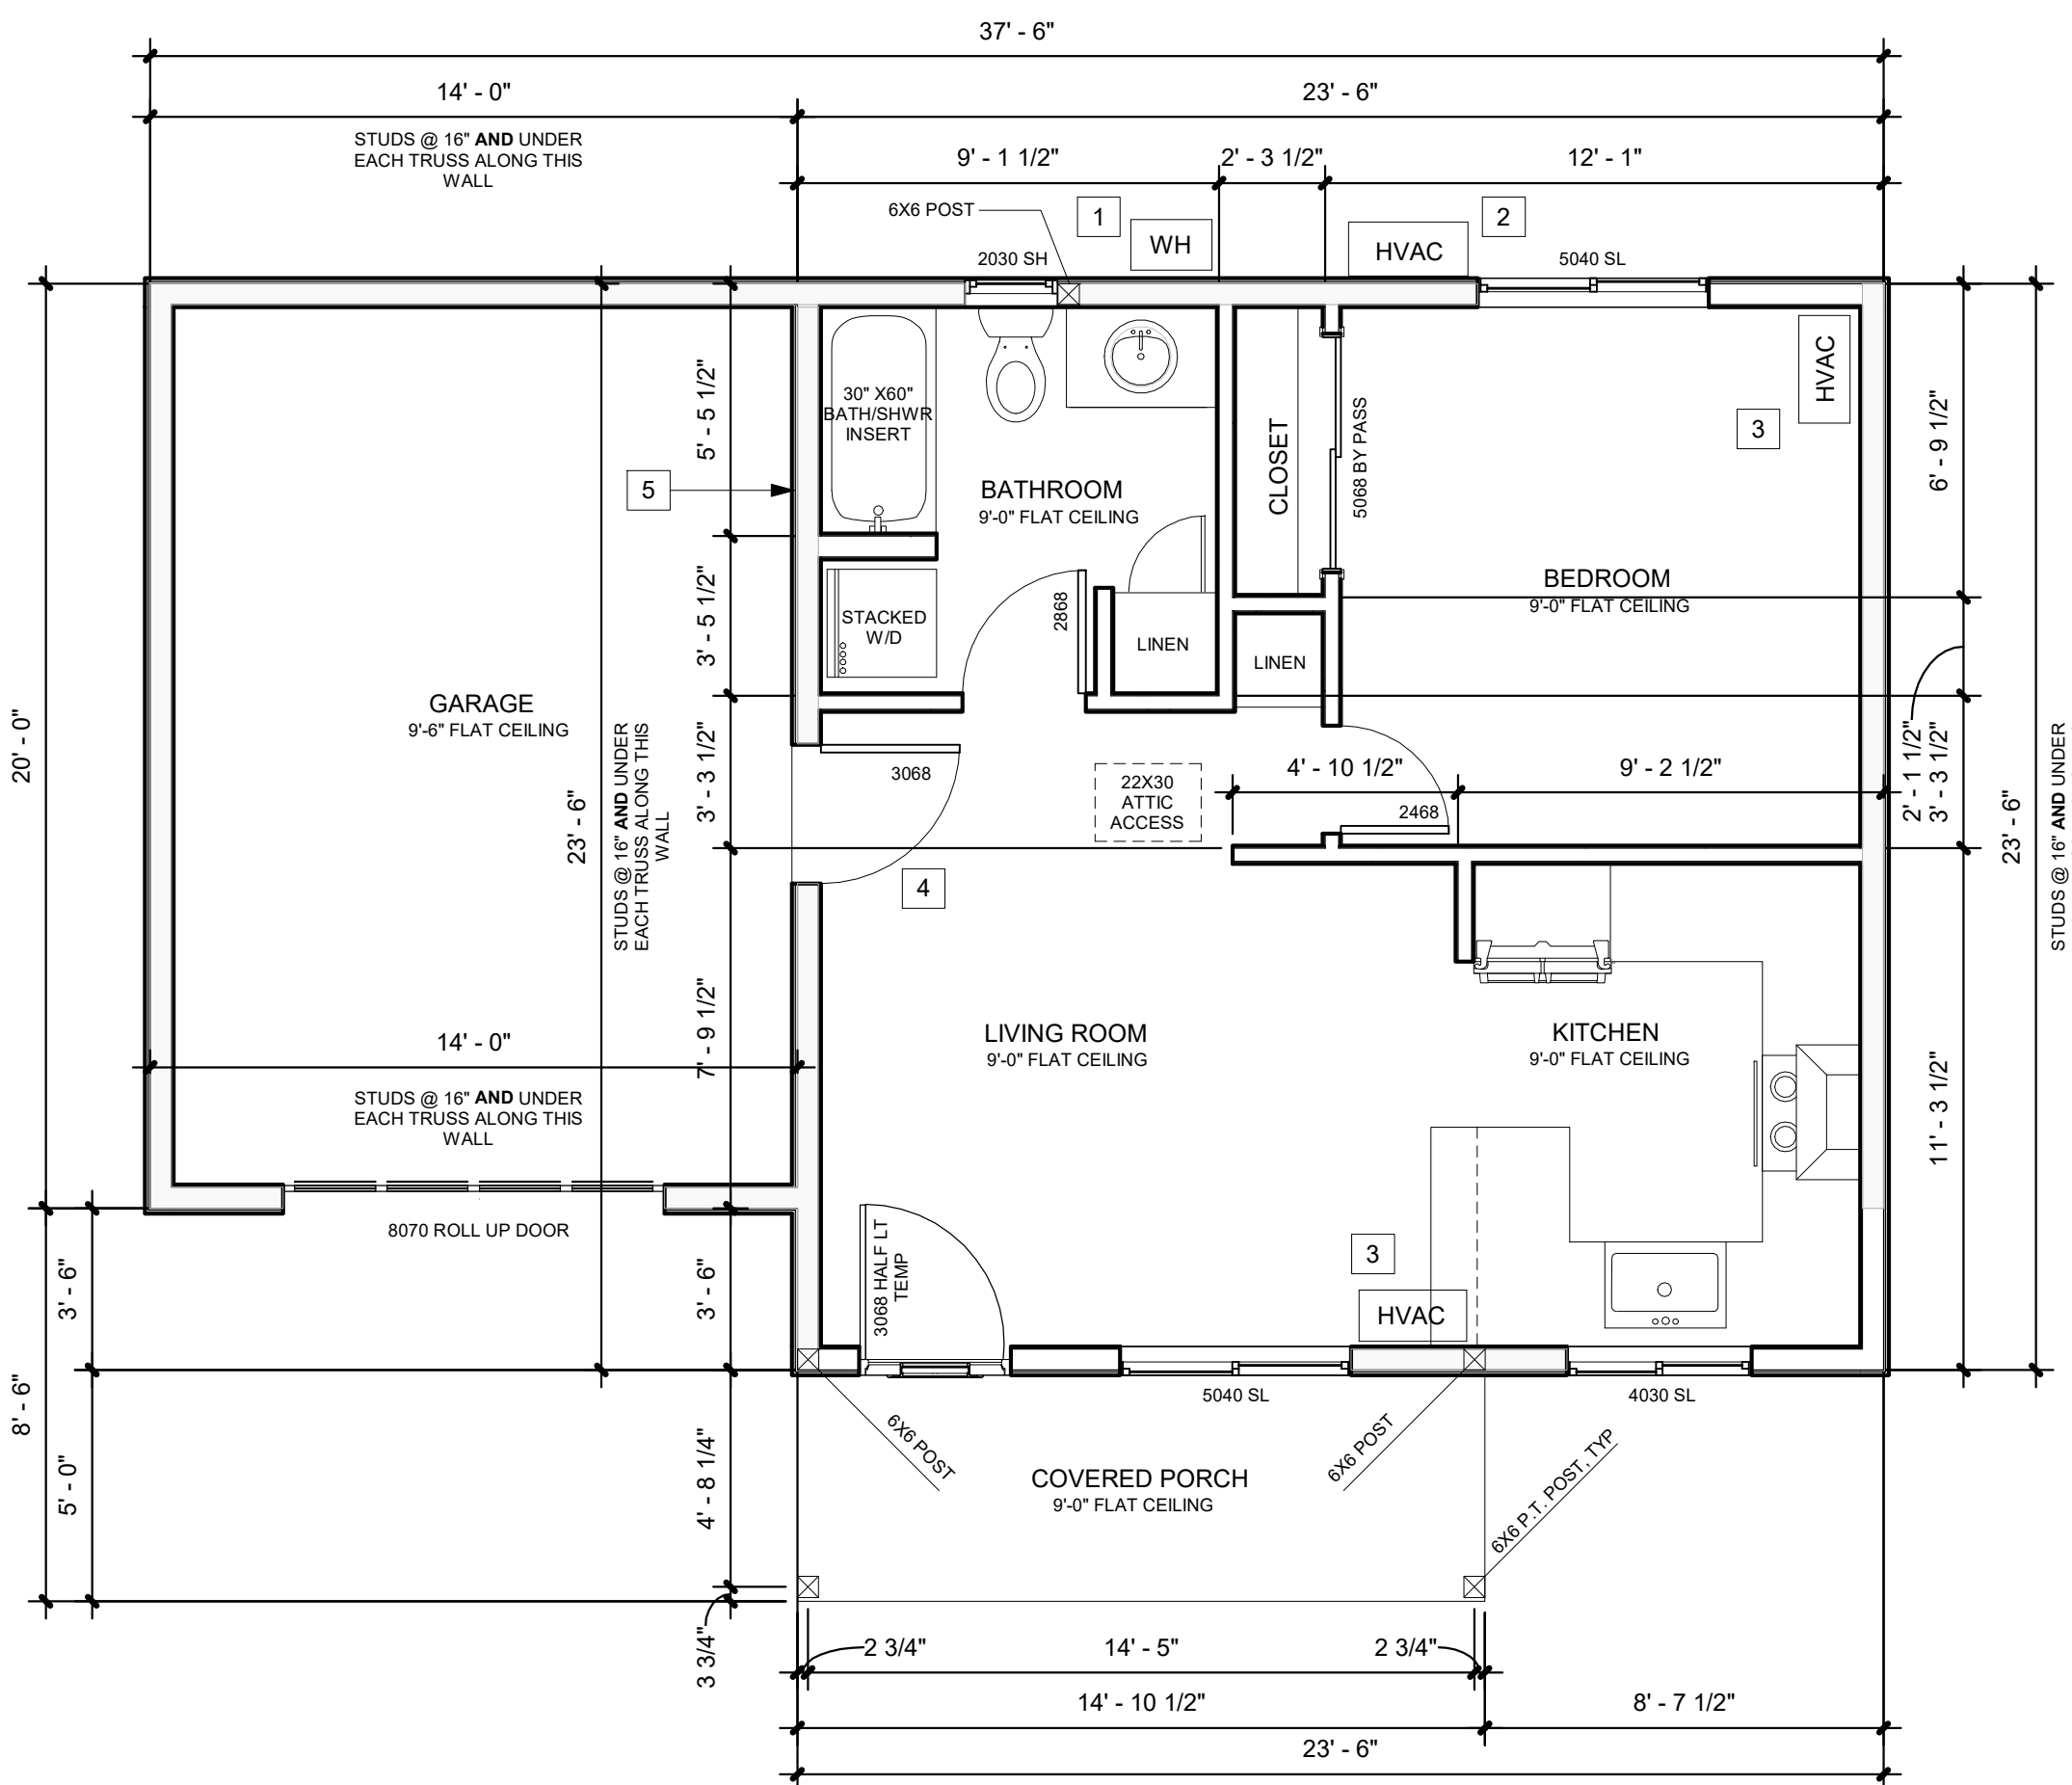 37' - 6"
14' - 0"
23' - 6"
STUDS @ 16" AND UNDER
EACH TRUSS ALONG THIS
WALL
9' - 1 1/2"
2' - 3 1/2"
12' - 1"
6X6 POST
1
WH
2
HVAC
2030 SH
5040 SL
HVAC
3
30" X60"
BATH/SHWR
INSERT
5' - 5 1/2"
CLOSET
5068 BY PASS
6' - 9 1/2"
5
BATHROOM
9'-0" FLAT CEILING
BEDROOM
9'-0" FLAT CEILING
STACKED
W/D
2868
LINEN
LINEN
3' - 5 1/2"
GARAGE
9'-6" FLAT CEILING
20' - 0"
23' - 6"
STUDS @ 16" AND UNDER
EACH TRUSS ALONG THIS
WALL
3' - 3 1/2"
3068
22X30
ATTIC
ACCESS
4' - 10 1/2"
9' - 2 1/2"
2468
2' - 1 1/2"
3' - 3 1/2"
23' - 6"
STUDS @ 16" AND UNDER
4
7' - 9 1/2"
LIVING ROOM
9'-0" FLAT CEILING
KITCHEN
9'-0" FLAT CEILING
14' - 0"
STUDS @ 16" AND UNDER
EACH TRUSS ALONG THIS
WALL
11' - 3 1/2"
8070 ROLL UP DOOR
3068 HALF LT
TEMP
3
HVAC
3' - 6"
3' - 6"
8' - 6"
5' - 0"
4' - 8 1/4"
5040 SL
4030 SL
6X6 POST
6X6 POST
6X6 P.T. POST, TYP
COVERED PORCH
9'-0" FLAT CEILING
3 3/4"
2 3/4"
14' - 5"
2 3/4"
14' - 10 1/2"
8' - 7 1/2"
23' - 6"